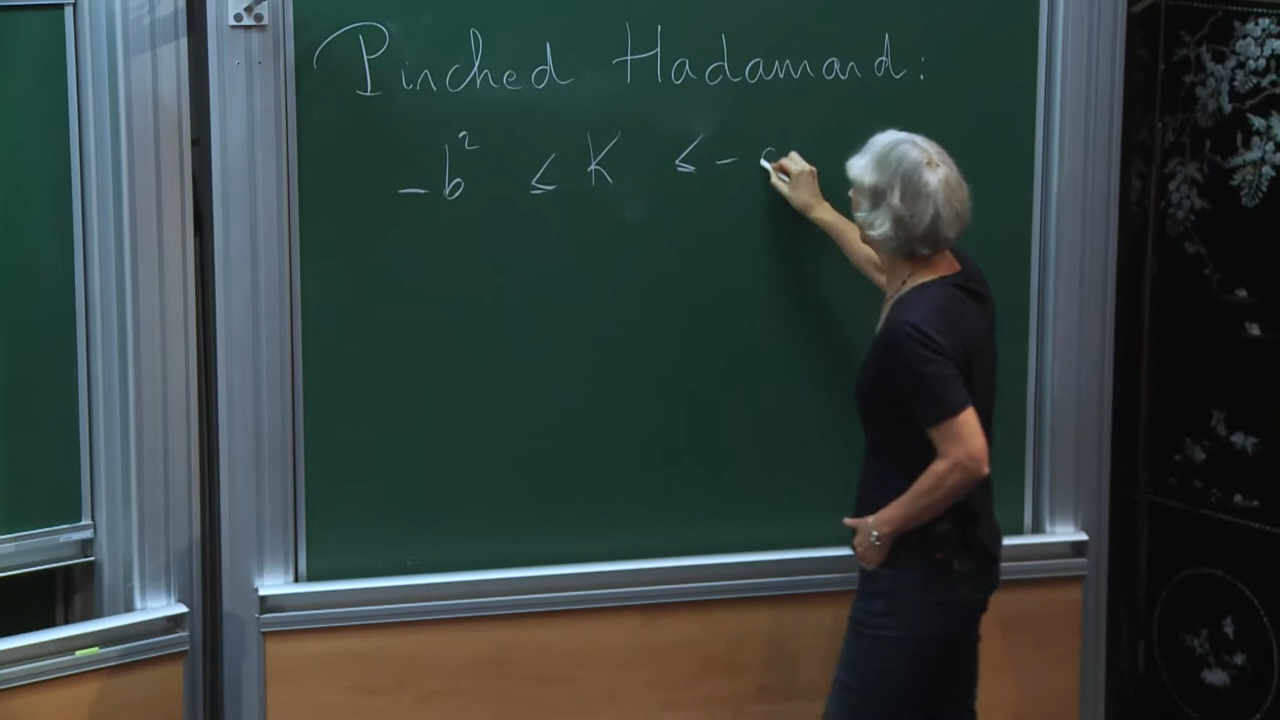 Pinched Hadamard:
-b² ≤ K ≤ -